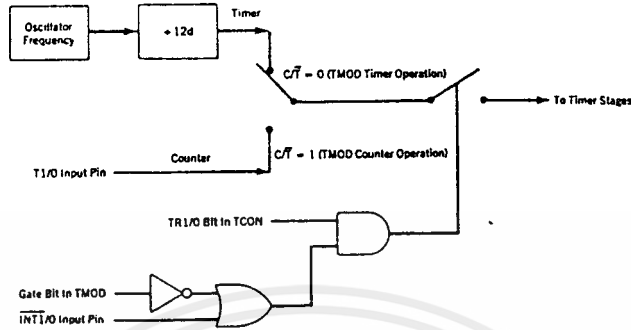 Oscillator
Frequency
÷ 12d
Timer
C/T̅ = 0 (TMOD Timer Operation)
To Timer Stages
C/T̅ = 1 (TMOD Counter Operation)
Counter
T1/0 Input Pin
TR1/0 Bit in TCON
Gate Bit in TMOD
I̅N̅T̅1̅/0 Input Pin